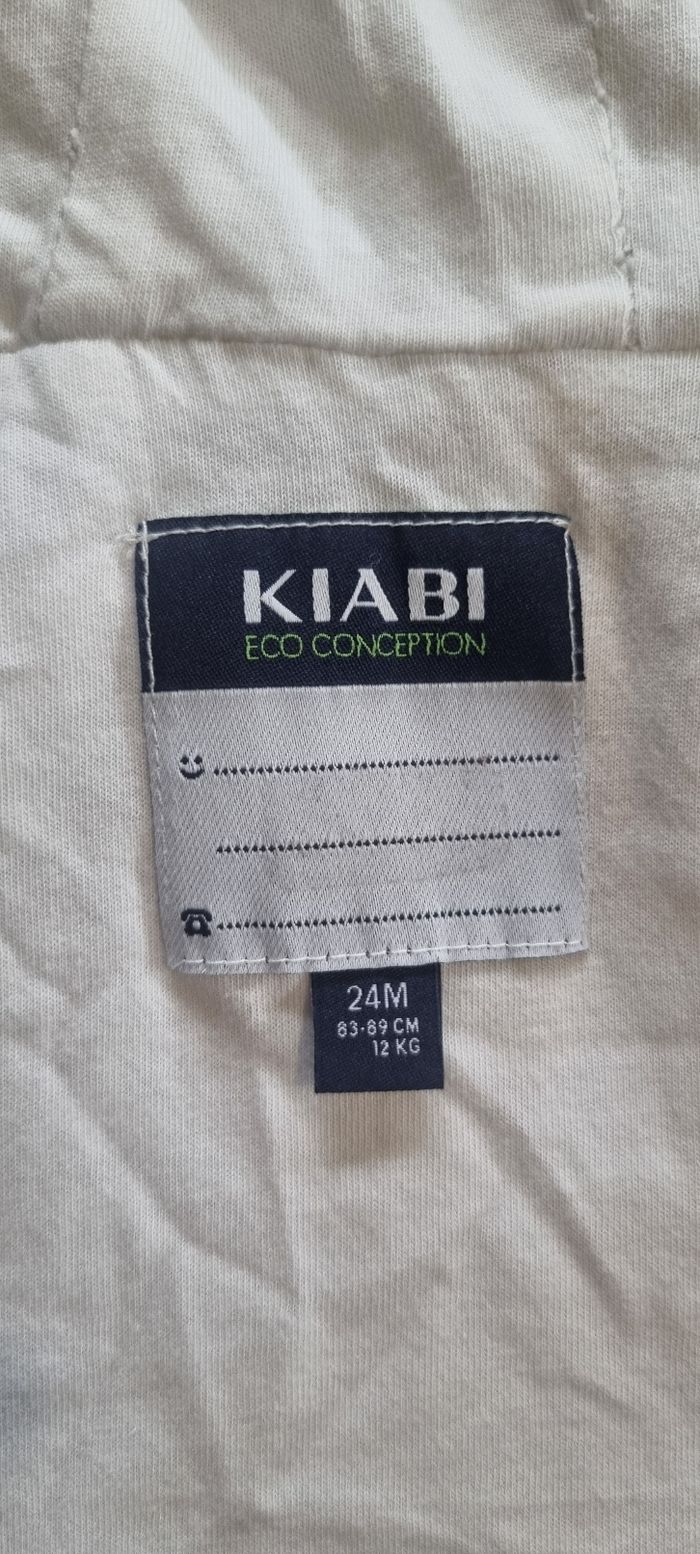 KIABI
ECO CONCEPTION
24M
83-89 CM
12 KG